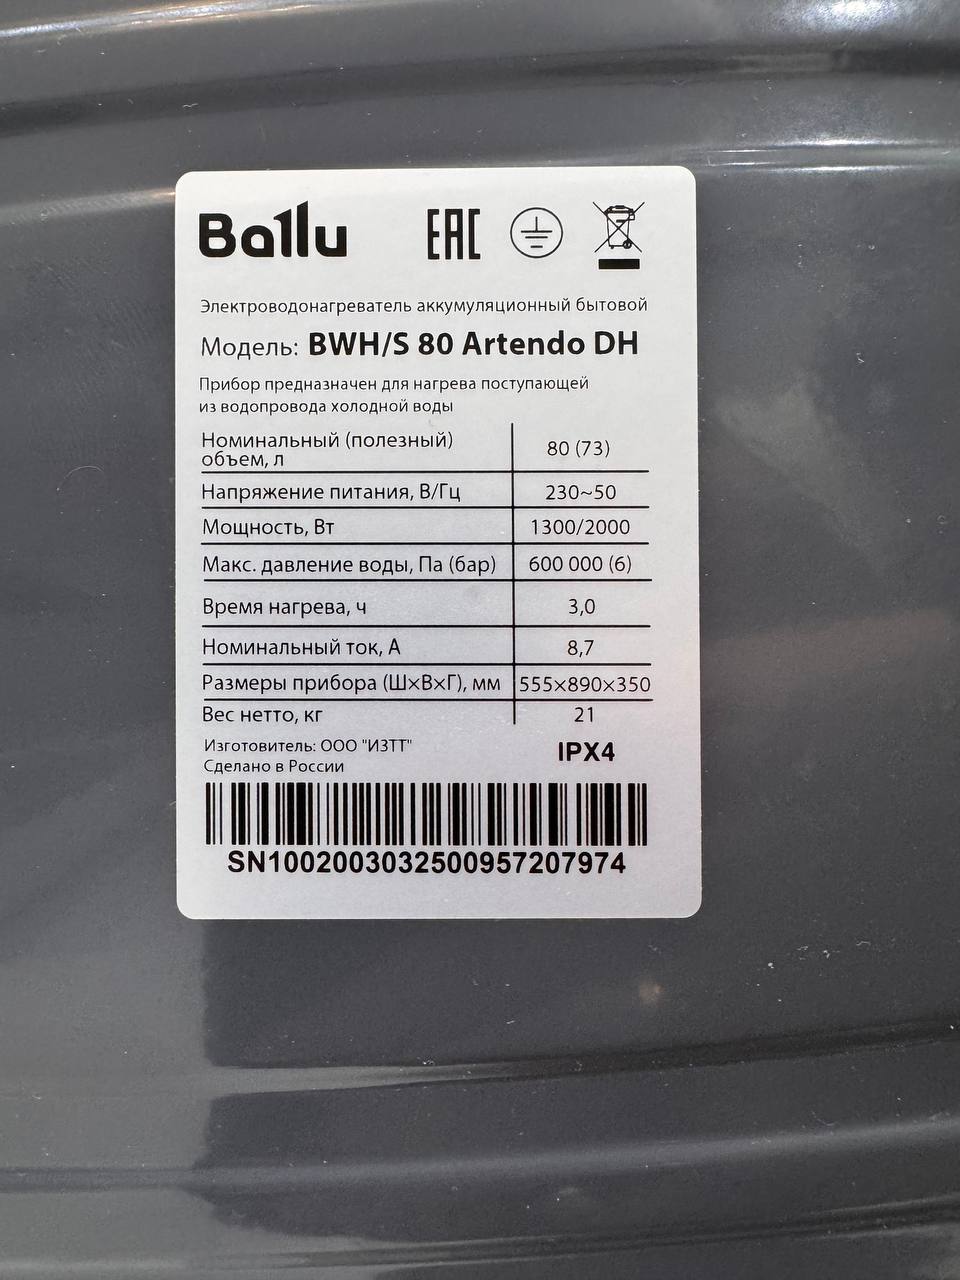 Ballu EAC
Электроводонагреватель аккумуляционный бытовой
Модель: BWH/S 80 Artendo DH
Прибор предназначен для нагрева поступающей
из водопровода холодной воды
Номинальный (полезный)
объем, л 80 (73)
Напряжение питания, В/Гц 230~50
Мощность, Вт 1300/2000
Макс. давление воды, Па (бар) 600 000 (6)
Время нагрева, ч 3,0
Номинальный ток, А 8,7
Размеры прибора (Ш×В×Г), мм 555×890×350
Вес нетто, кг 21
Изготовитель: ООО "ИЗТТ" IPX4
Сделано в России
SN1002003032500957207974